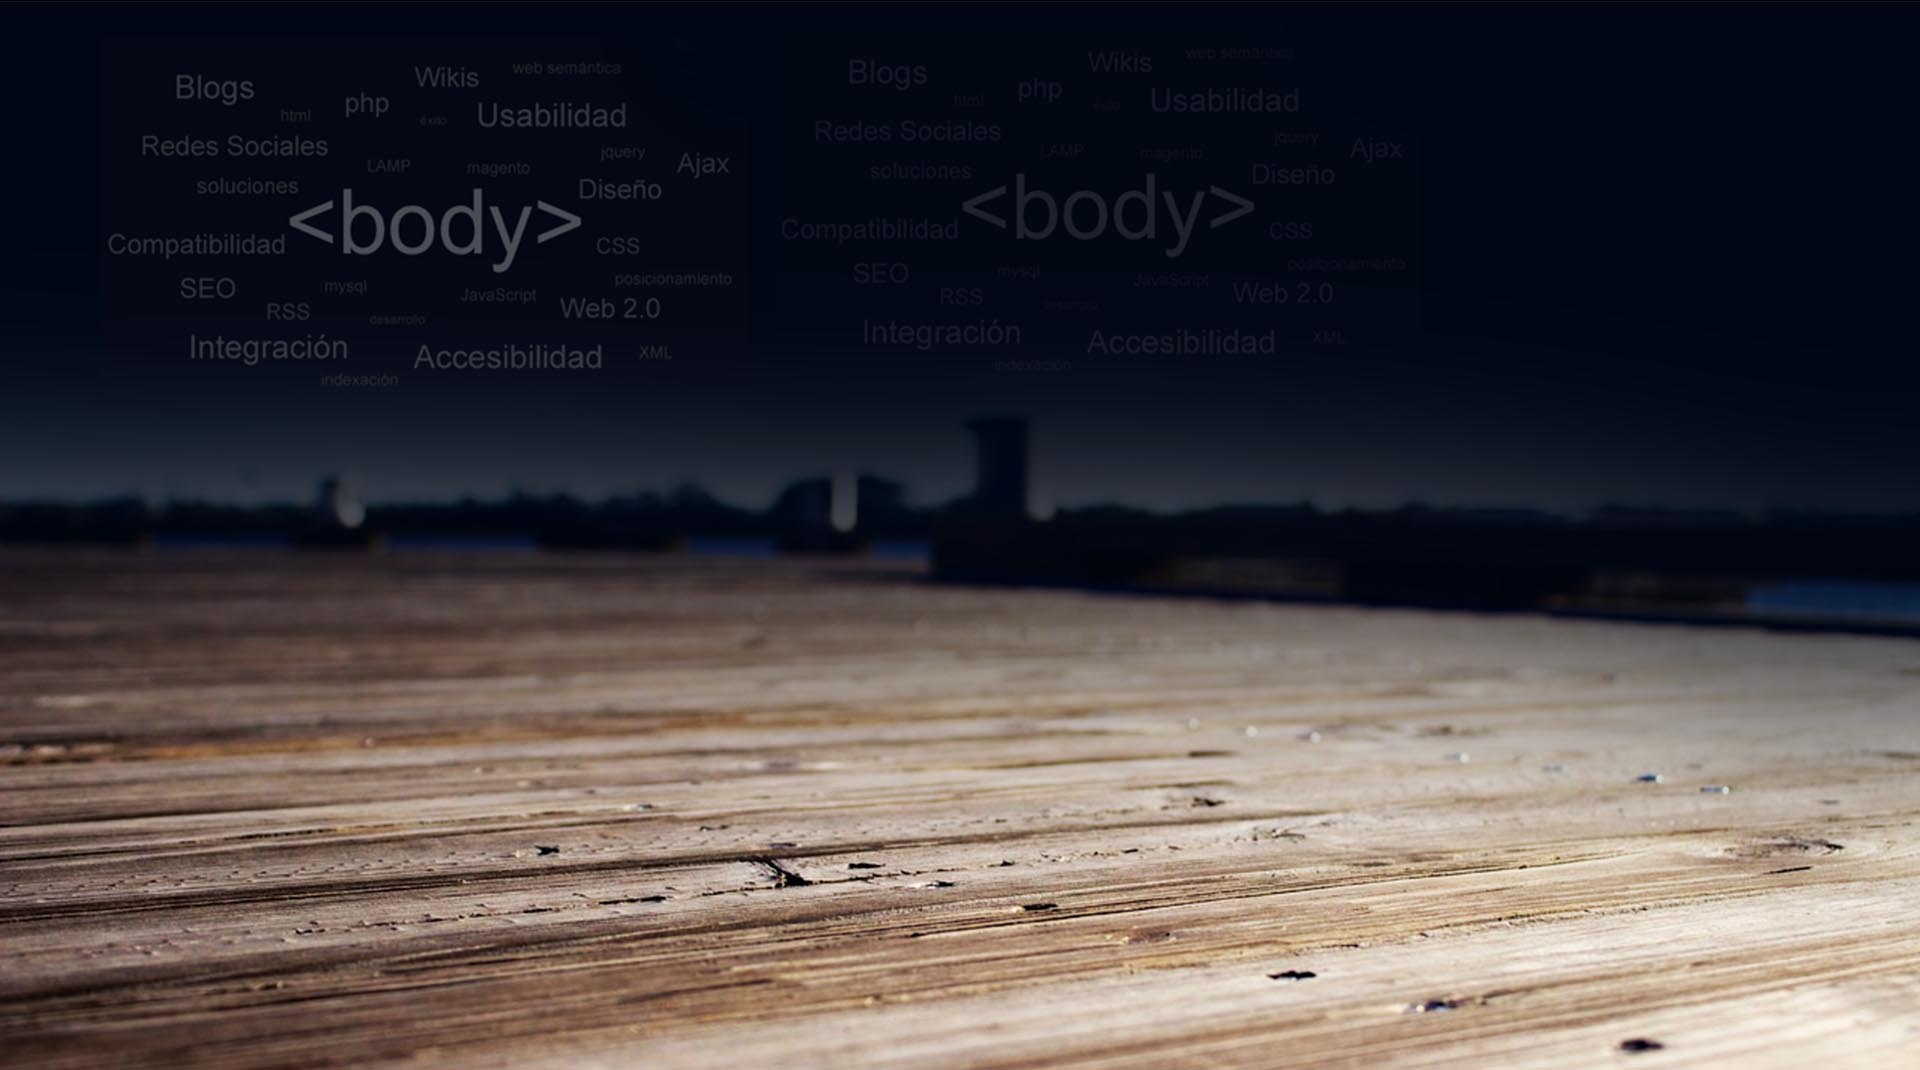 Blogs
Wikis
web semántica
html
php
éxito
Usabilidad
Redes Sociales
LAMP
magento
jquery
Ajax
soluciones
Diseño
<body>
Compatibilidad
CSS
SEO
mysql
JavaScript
posicionamiento
RSS
desarrollo
Web 2.0
Integración
Accesibilidad
XML
indexación
Blogs
Wikis
web semántica
html
php
éxito
Usabilidad
Redes Sociales
LAMP
magento
jquery
Ajax
soluciones
Diseño
<body>
Compatibilidad
CSS
SEO
mysql
JavaScript
posicionamiento
RSS
desarrollo
Web 2.0
Integración
Accesibilidad
XML
indexación